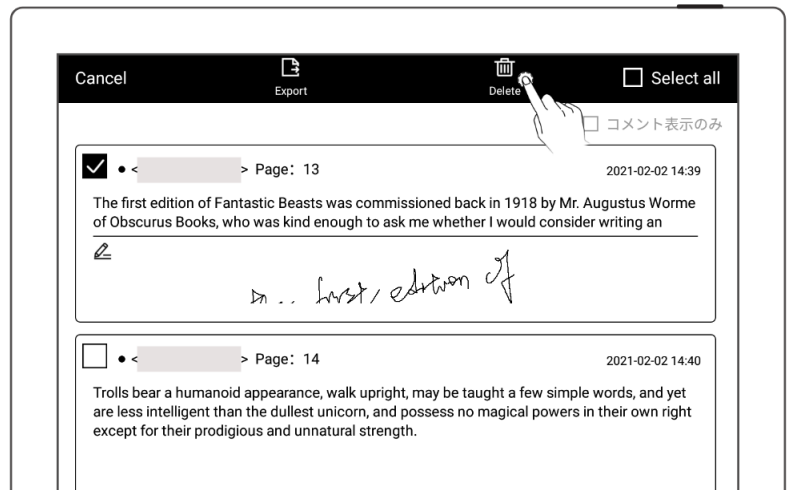 Cancel
Export
Delete
Select all
コメント表示のみ
● < > Page: 13
2021-02-02 14:39
The first edition of Fantastic Beasts was commissioned back in 1918 by Mr. Augustus Worme
of Obscurus Books, who was kind enough to ask me whether I would consider writing an
first, edition of
● < > Page: 14
2021-02-02 14:40
Trolls bear a humanoid appearance, walk upright, may be taught a few simple words, and yet
are less intelligent than the dullest unicorn, and possess no magical powers in their own right
except for their prodigious and unnatural strength.